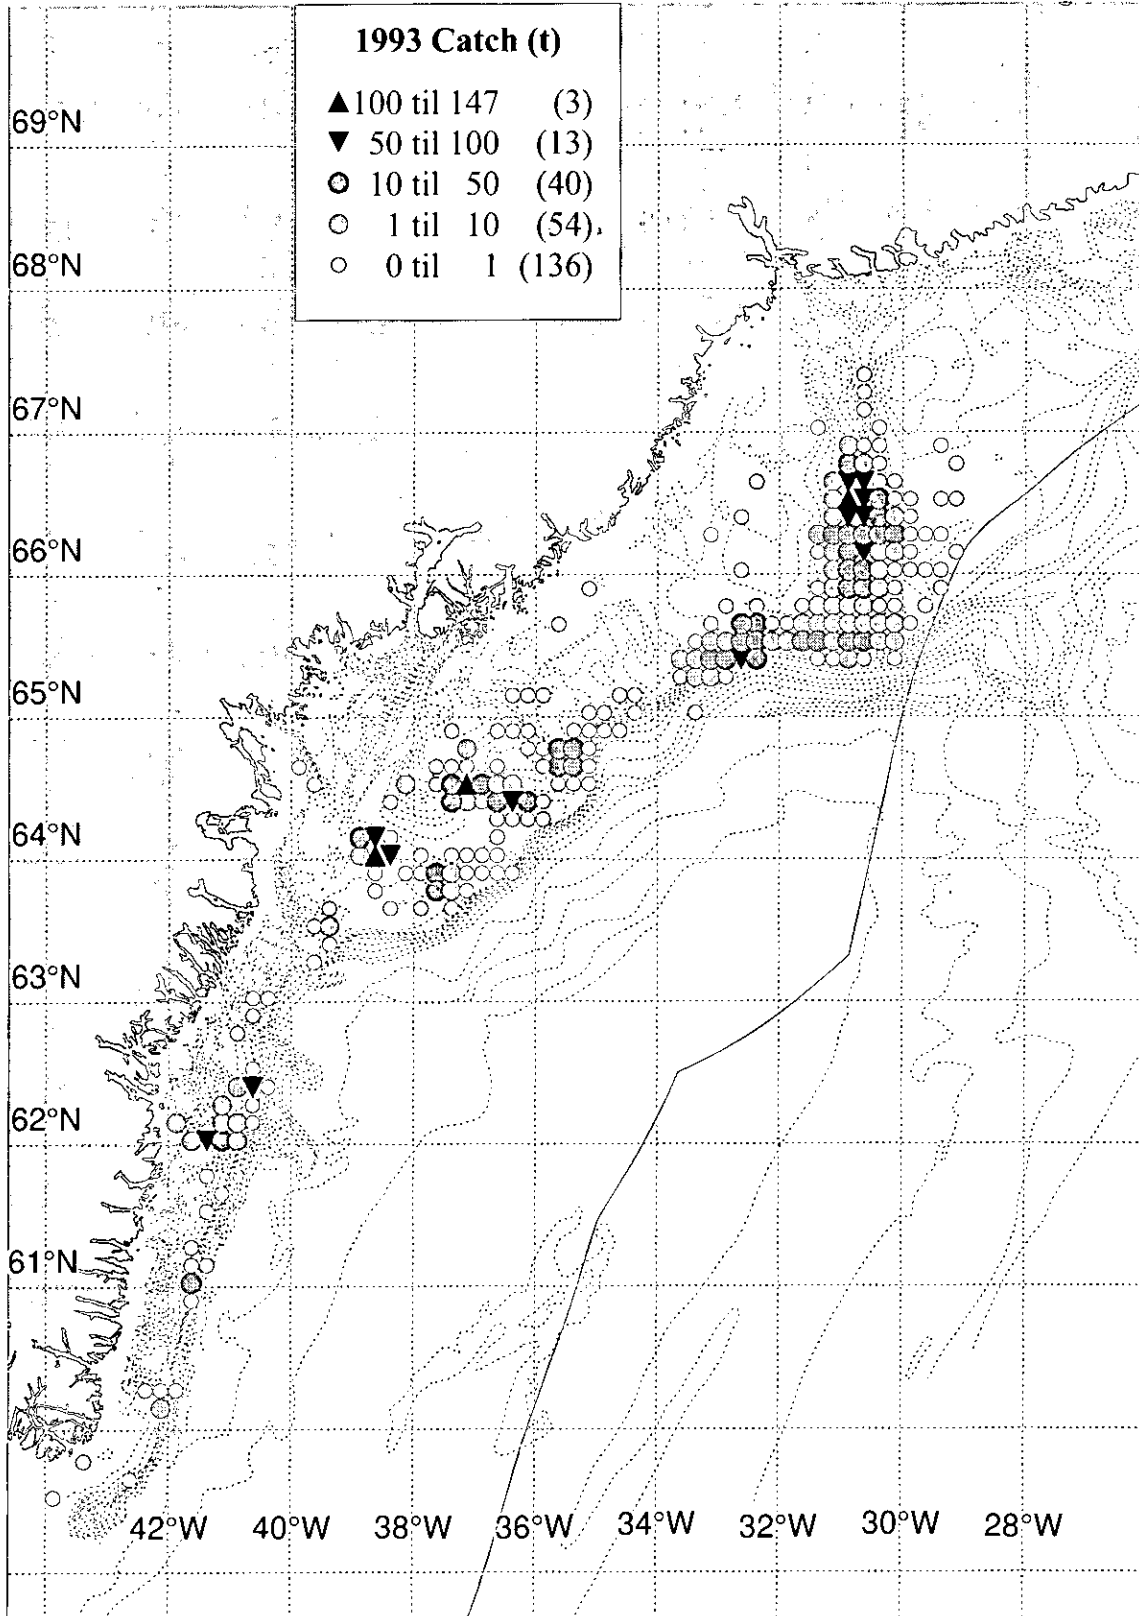 1993 Catch (t)
▲ 100 til 147 (3)
▼ 50 til 100 (13)
10 til 50 (40)
1 til 10 (54)
0 til 1 (136)
69°N
68°N
67°N
66°N
65°N
64°N
63°N
62°N
61°N
42°W 40°W 38°W 36°W 34°W 32°W 30°W 28°W